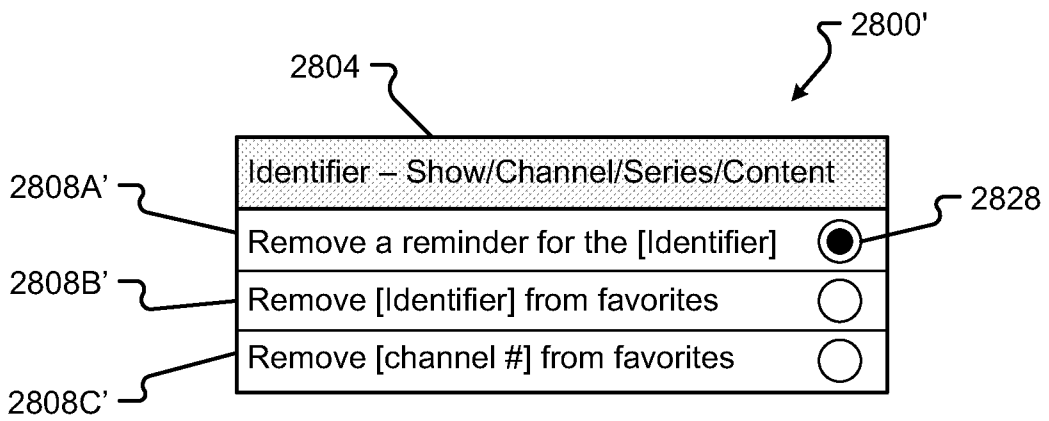 2800'
2804
Identifier – Show/Channel/Series/Content
2808A’
2828
Remove a reminder for the [Identifier]
2808B’
Remove [Identifier] from favorites
Remove [channel #] from favorites
2808C’